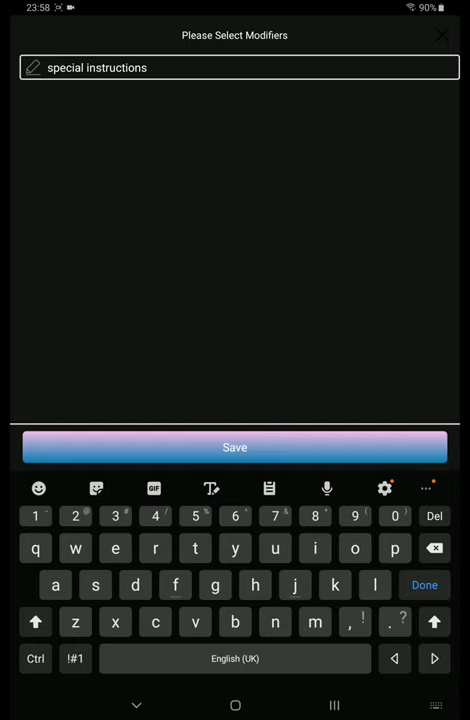 23:58 90%
Please Select Modifiers
special instructions
Save
GIF T
1 - 2 @ 3 # 4 / 5 % 6 ^ 7 & 8 * 9 ( 0 ) Del
q w e r t y u i o p
a s d f g h j k l Done
z x c v b n m , ! . ?
Ctrl !#1 English (UK)